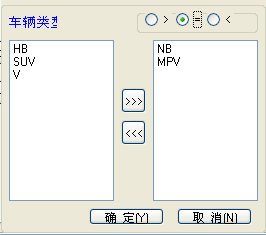 车辆类型 > = <
HB
SUV
V
NB
MPV
>>>
<<<
确 定(Y) 取 消(N)